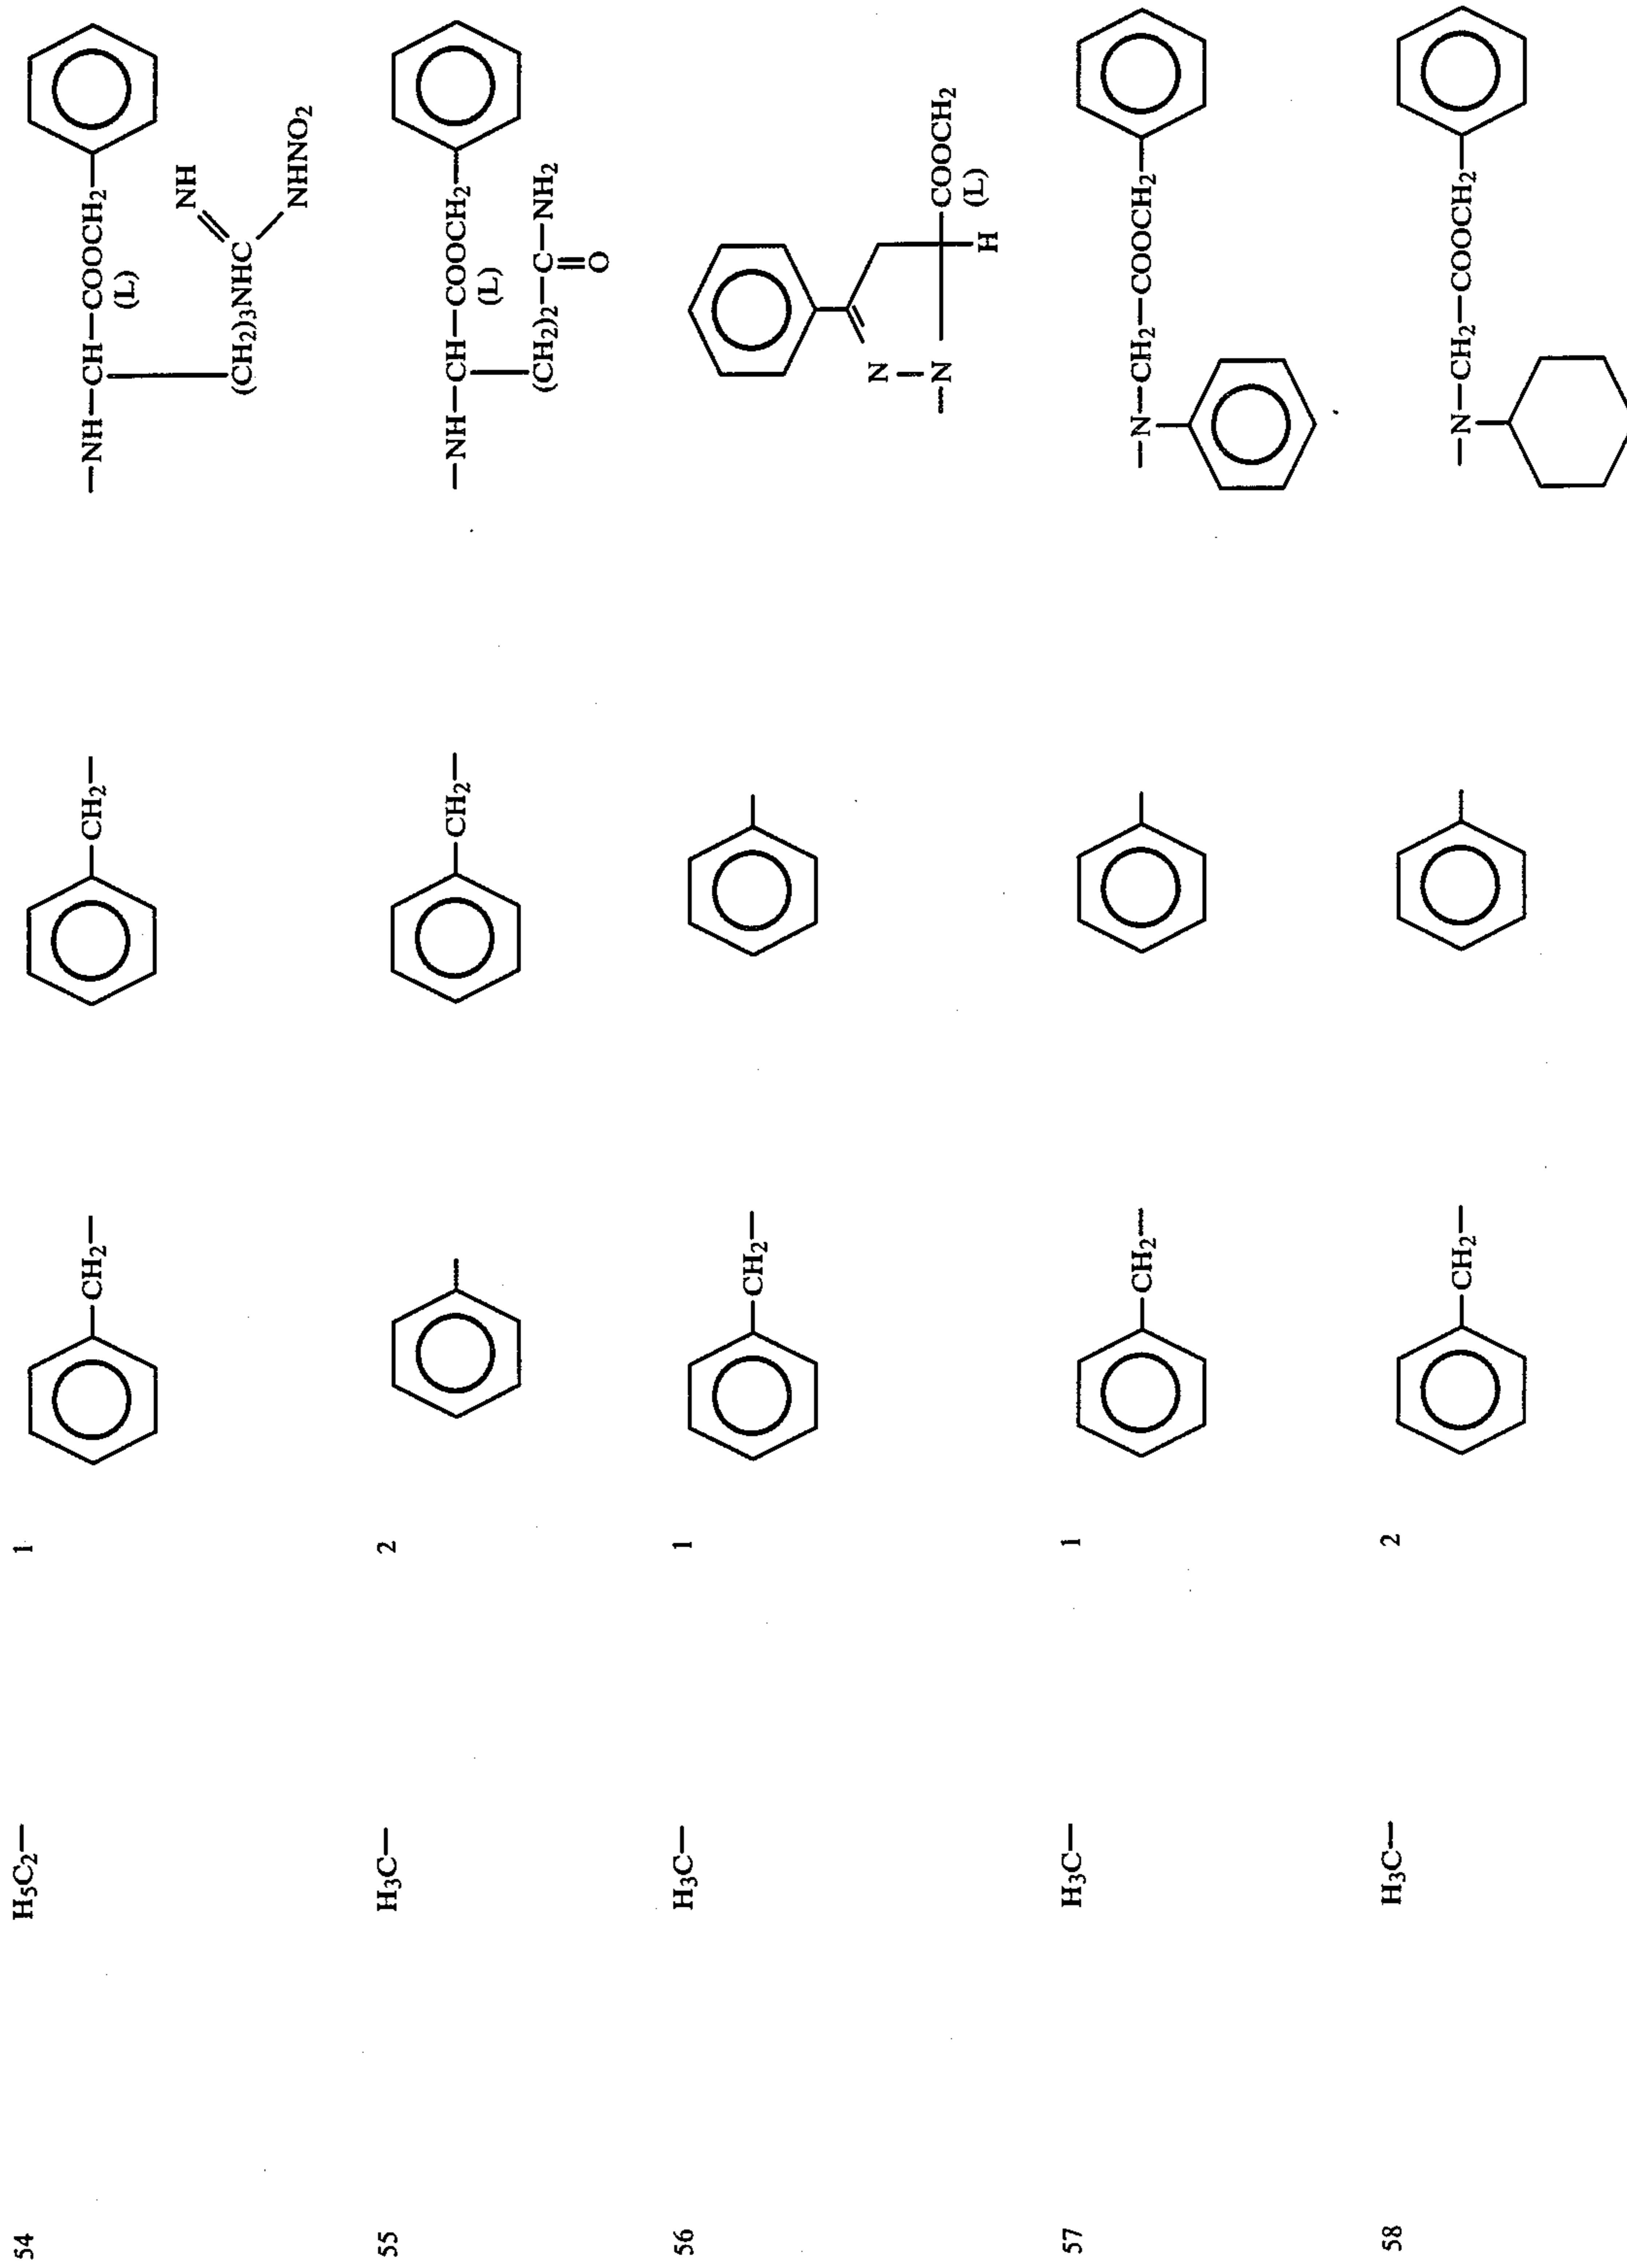 54 H5C2— 1 —CH2— —CH2— —NH—CH—COOCH2—
(L)
NH
(CH2)3NHC
NHNO2
55 H3C— 2 —CH2— —NH—CH—COOCH2—
(L)
(CH2)2—C—NH2
O
56 H3C— 1 —CH2—
N
—N COOCH2
(L)
H
57 H3C— 1 —CH2— —N—CH2—COOCH2—
58 H3C— 2 —CH2— —N—CH2—COOCH2—